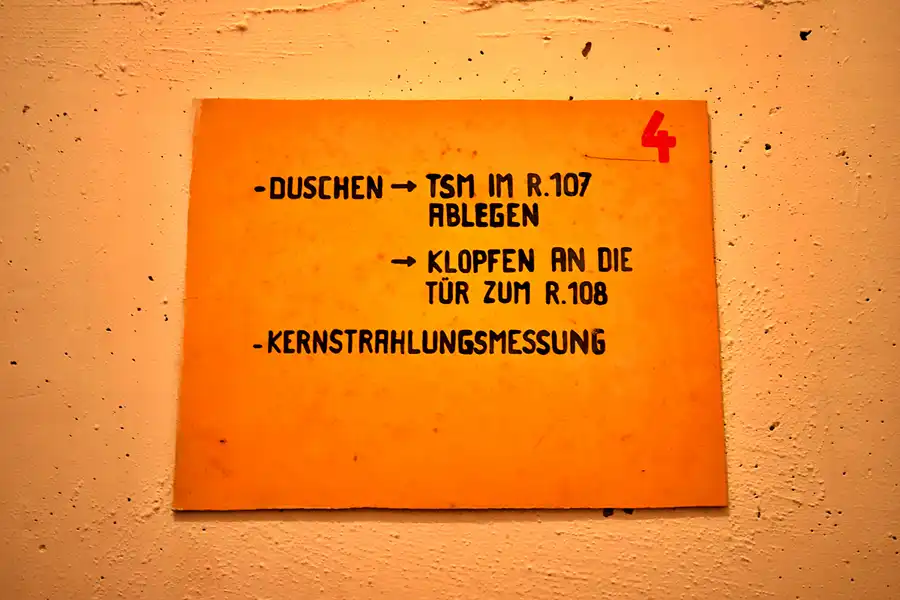 4
-DUSCHEN → TSM IM R.107
ABLEGEN
→ KLOPFEN AN DIE
TÜR ZUM R.108
-KERNSTRAHLUNGSMESSUNG